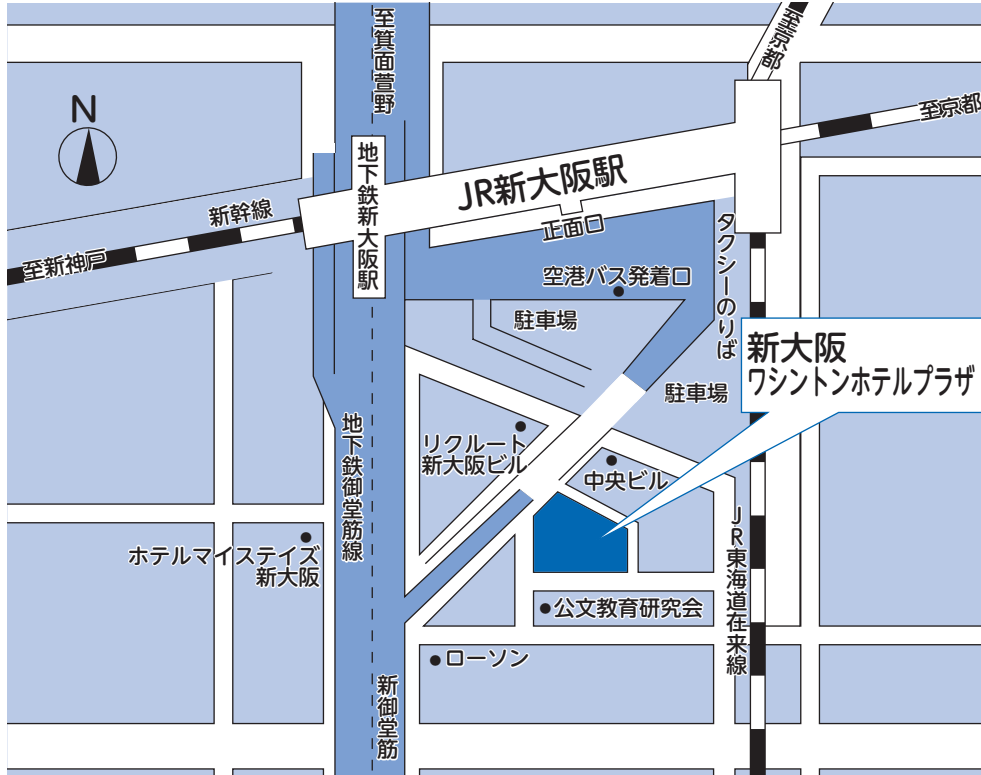 至箕面萱野
至京都
N
至京都
地下鉄新大阪駅
JR新大阪駅
新幹線
正面口
至新神戸
タクシーのりば
空港バス発着口
駐車場
新大阪
ワシントンホテルプラザ
駐車場
地下鉄御堂筋線
リクルート
新大阪ビル
中央ビル
JR東海道在来線
ホテルマイステイズ
新大阪
公文教育研究会
ローソン
新御堂筋